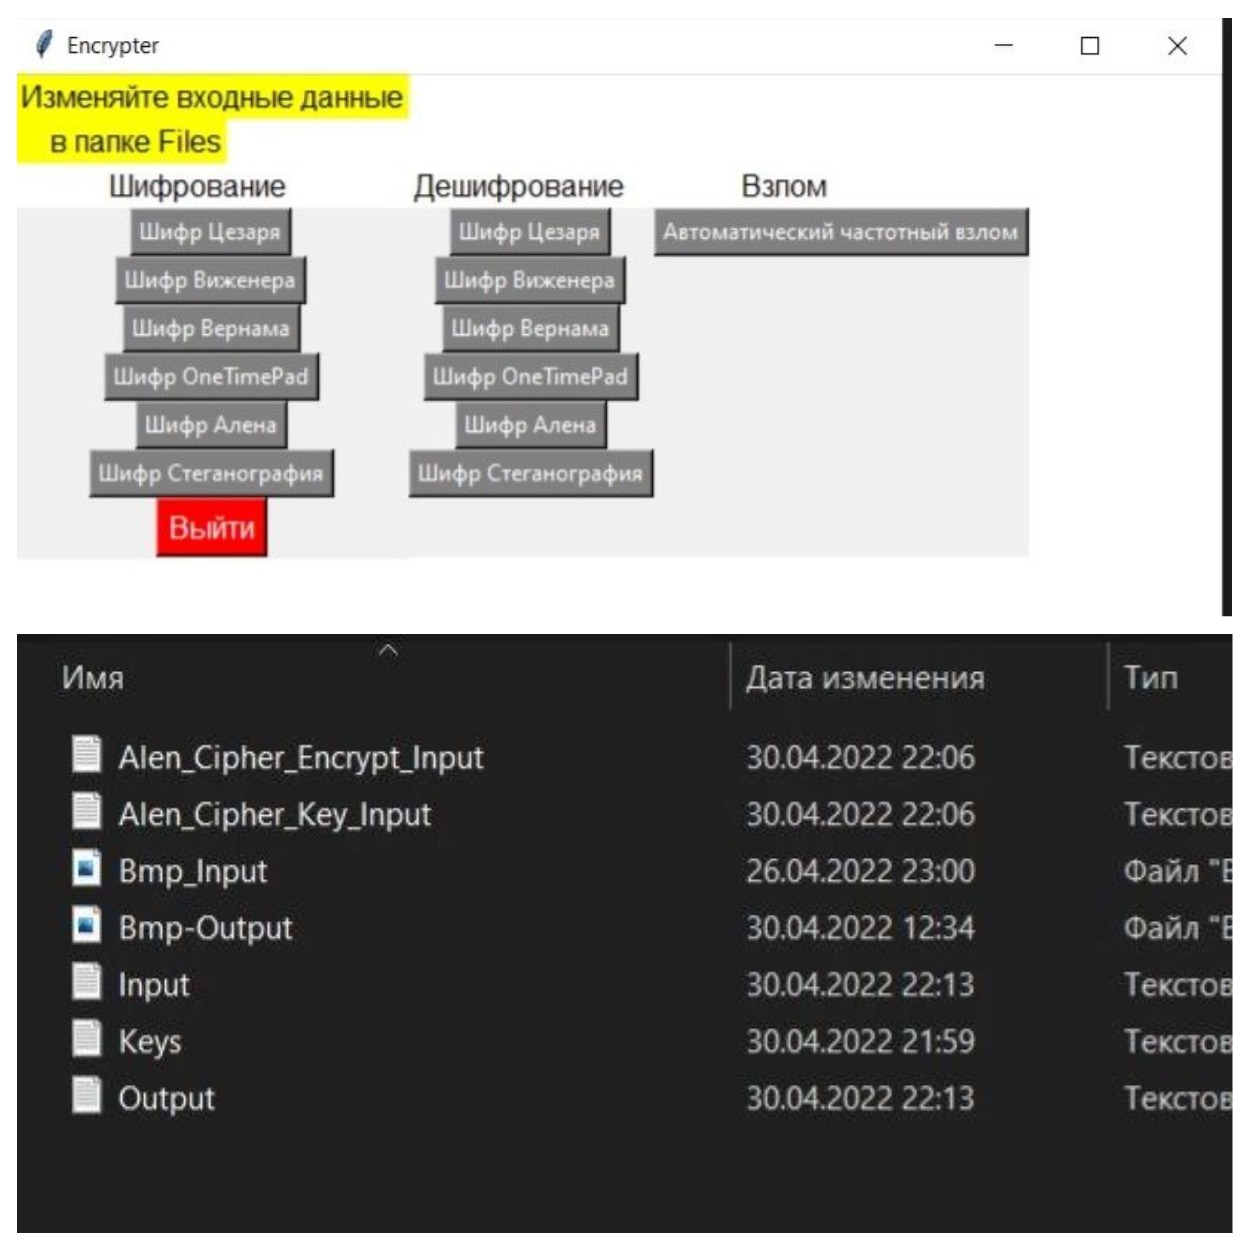 Encrypter
Изменяйте входные данные
в папке Files
Шифрование Дешифрование Взлом
Шифр Цезаря Шифр Цезаря Автоматический частотный взлом
Шифр Виженера Шифр Виженера
Шифр Вернама Шифр Вернама
Шифр OneTimePad Шифр OneTimePad
Шифр Алена Шифр Алена
Шифр Стеганография Шифр Стеганография
Выйти
Имя Дата изменения Тип
Alen_Cipher_Encrypt_Input 30.04.2022 22:06 Текстов
Alen_Cipher_Key_Input 30.04.2022 22:06 Текстов
Bmp_Input 26.04.2022 23:00 Файл "B
Bmp-Output 30.04.2022 12:34 Файл "B
Input 30.04.2022 22:13 Текстов
Keys 30.04.2022 21:59 Текстов
Output 30.04.2022 22:13 Текстов